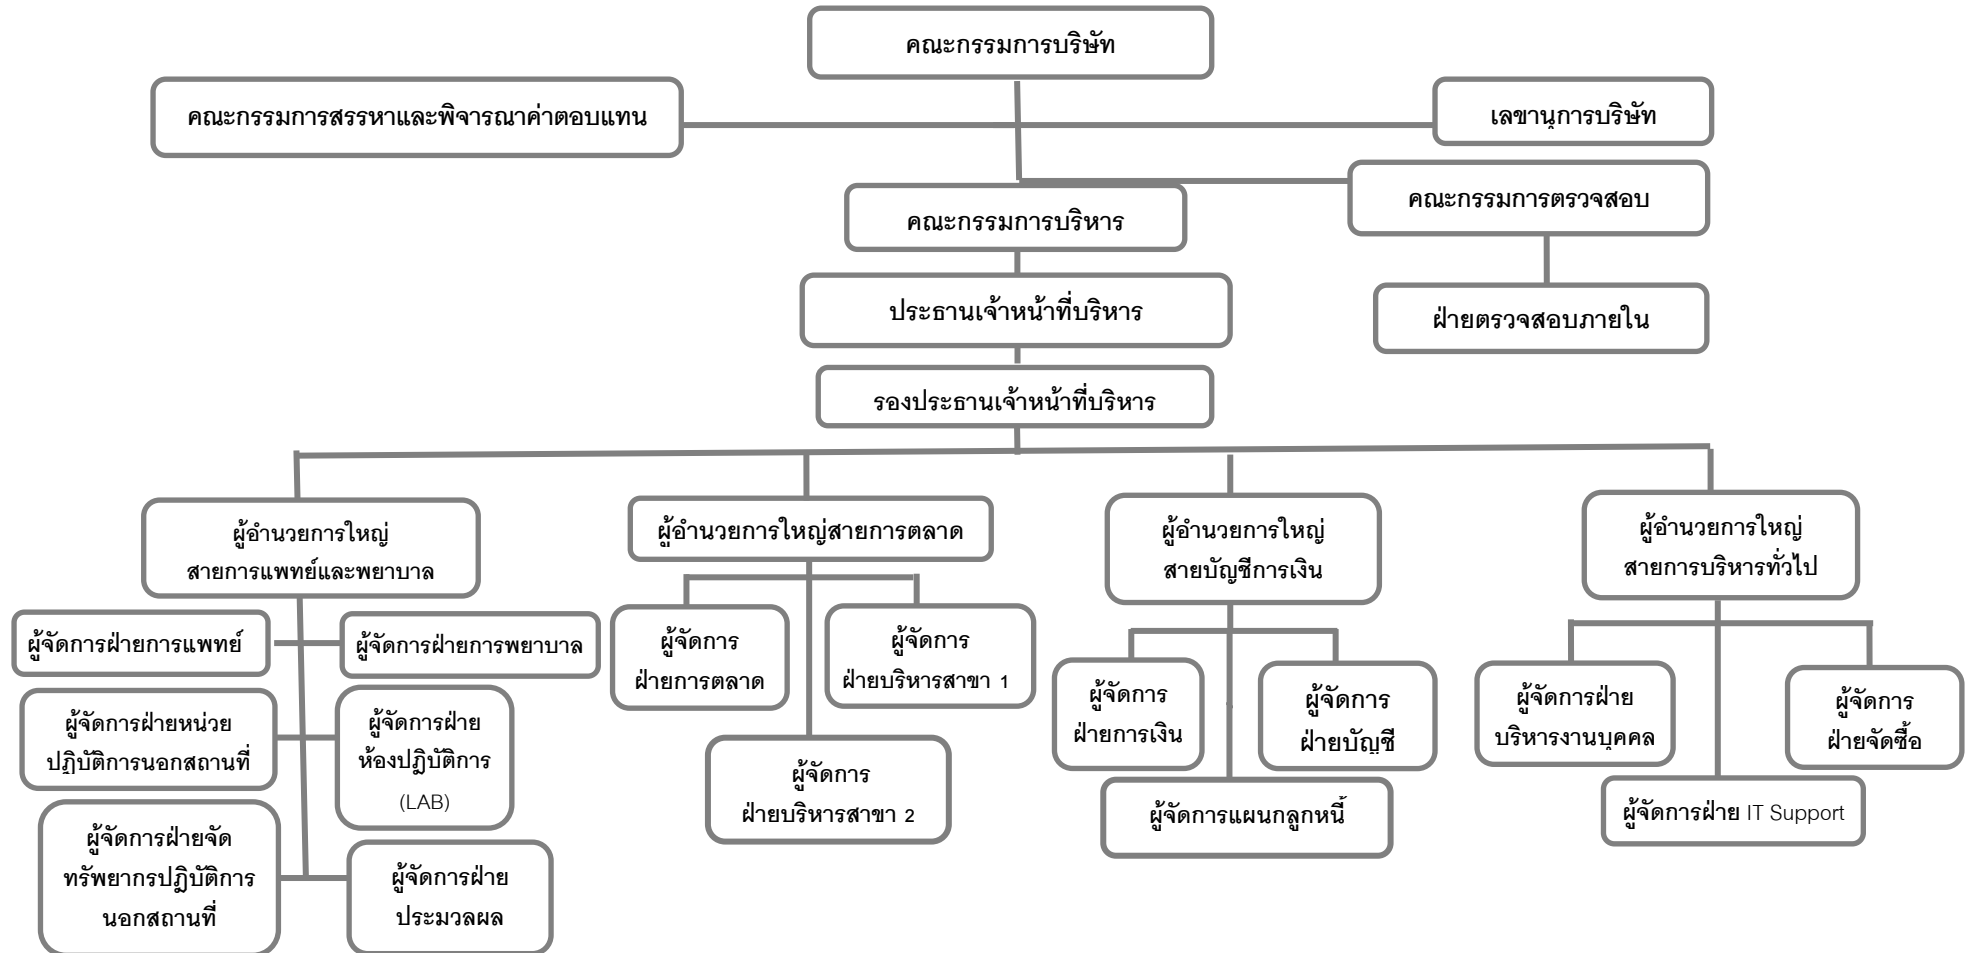 คณะกรรมการบริษัท
คณะกรรมการสรรหาและพิจารณาค่าตอบแทน
เลขานุการบริษัท
คณะกรรมการตรวจสอบ
คณะกรรมการบริหาร
ประธานเจ้าหน้าที่บริหาร
ฝ่ายตรวจสอบภายใน
รองประธานเจ้าหน้าที่บริหาร
ผู้อำนวยการใหญ่
สายการแพทย์และพยาบาล
ผู้อำนวยการใหญ่สายการตลาด
ผู้อำนวยการใหญ่
สายบัญชีการเงิน
ผู้อำนวยการใหญ่
สายการบริหารทั่วไป
ผู้จัดการฝ่ายการแพทย์
ผู้จัดการฝ่ายการพยาบาล
ผู้จัดการ
ฝ่ายการตลาด
ผู้จัดการ
ฝ่ายบริหารสาขา 1
ผู้จัดการ
ฝ่ายการเงิน
ผู้จัดการ
ฝ่ายบัญชี
ผู้จัดการฝ่าย
บริหารงานบุคคล
ผู้จัดการ
ฝ่ายจัดซื้อ
ผู้จัดการฝ่ายหน่วย
ปฏิบัติการนอกสถานที่
ผู้จัดการฝ่าย
ห้องปฏิบัติการ
(LAB)
ผู้จัดการ
ฝ่ายบริหารสาขา 2
ผู้จัดการแผนกลูกหนี้
ผู้จัดการฝ่าย IT Support
ผู้จัดการฝ่ายจัด
ทรัพยากรปฏิบัติการ
นอกสถานที่
ผู้จัดการฝ่าย
ประมวลผล